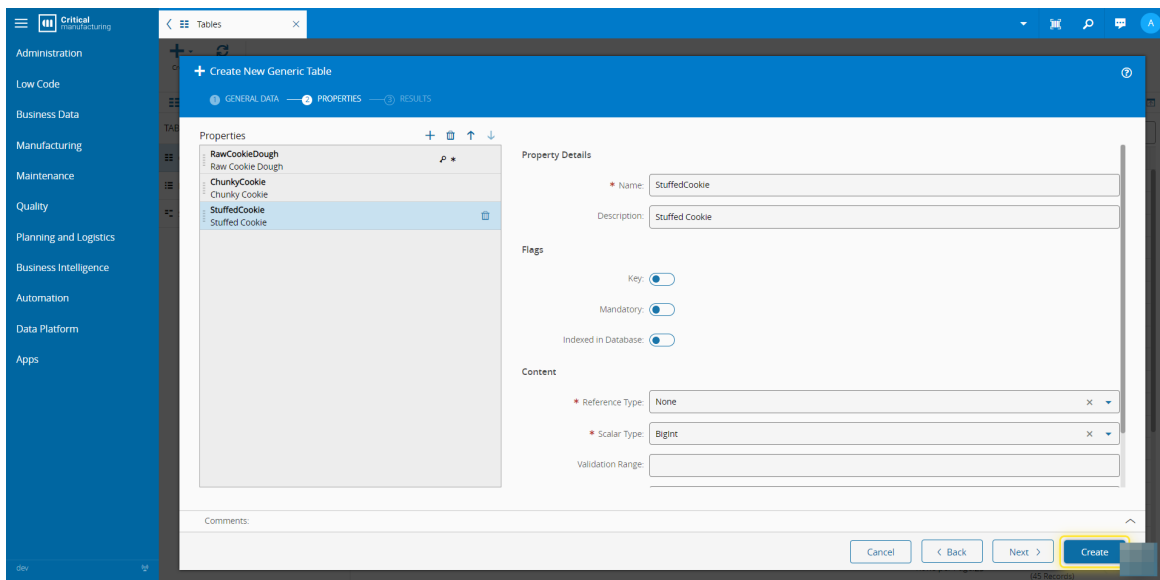 Critical
manufacturing
Tables
A
Administration
Low Code
Business Data
Manufacturing
Maintenance
Quality
Planning and Logistics
Business Intelligence
Automation
Data Platform
Apps
dev
Create New Generic Table
1 GENERAL DATA 2 PROPERTIES 3 RESULTS
Properties
RawCookieDough
Raw Cookie Dough
ChunkyCookie
Chunky Cookie
StuffedCookie
Stuffed Cookie
Property Details
* Name: StuffedCookie
Description: Stuffed Cookie
Flags
Key:
Mandatory:
Indexed in Database:
Content
* Reference Type: None
* Scalar Type: BigInt
Validation Range:
Comments:
Cancel
Back
Next
Create
(45 Records)